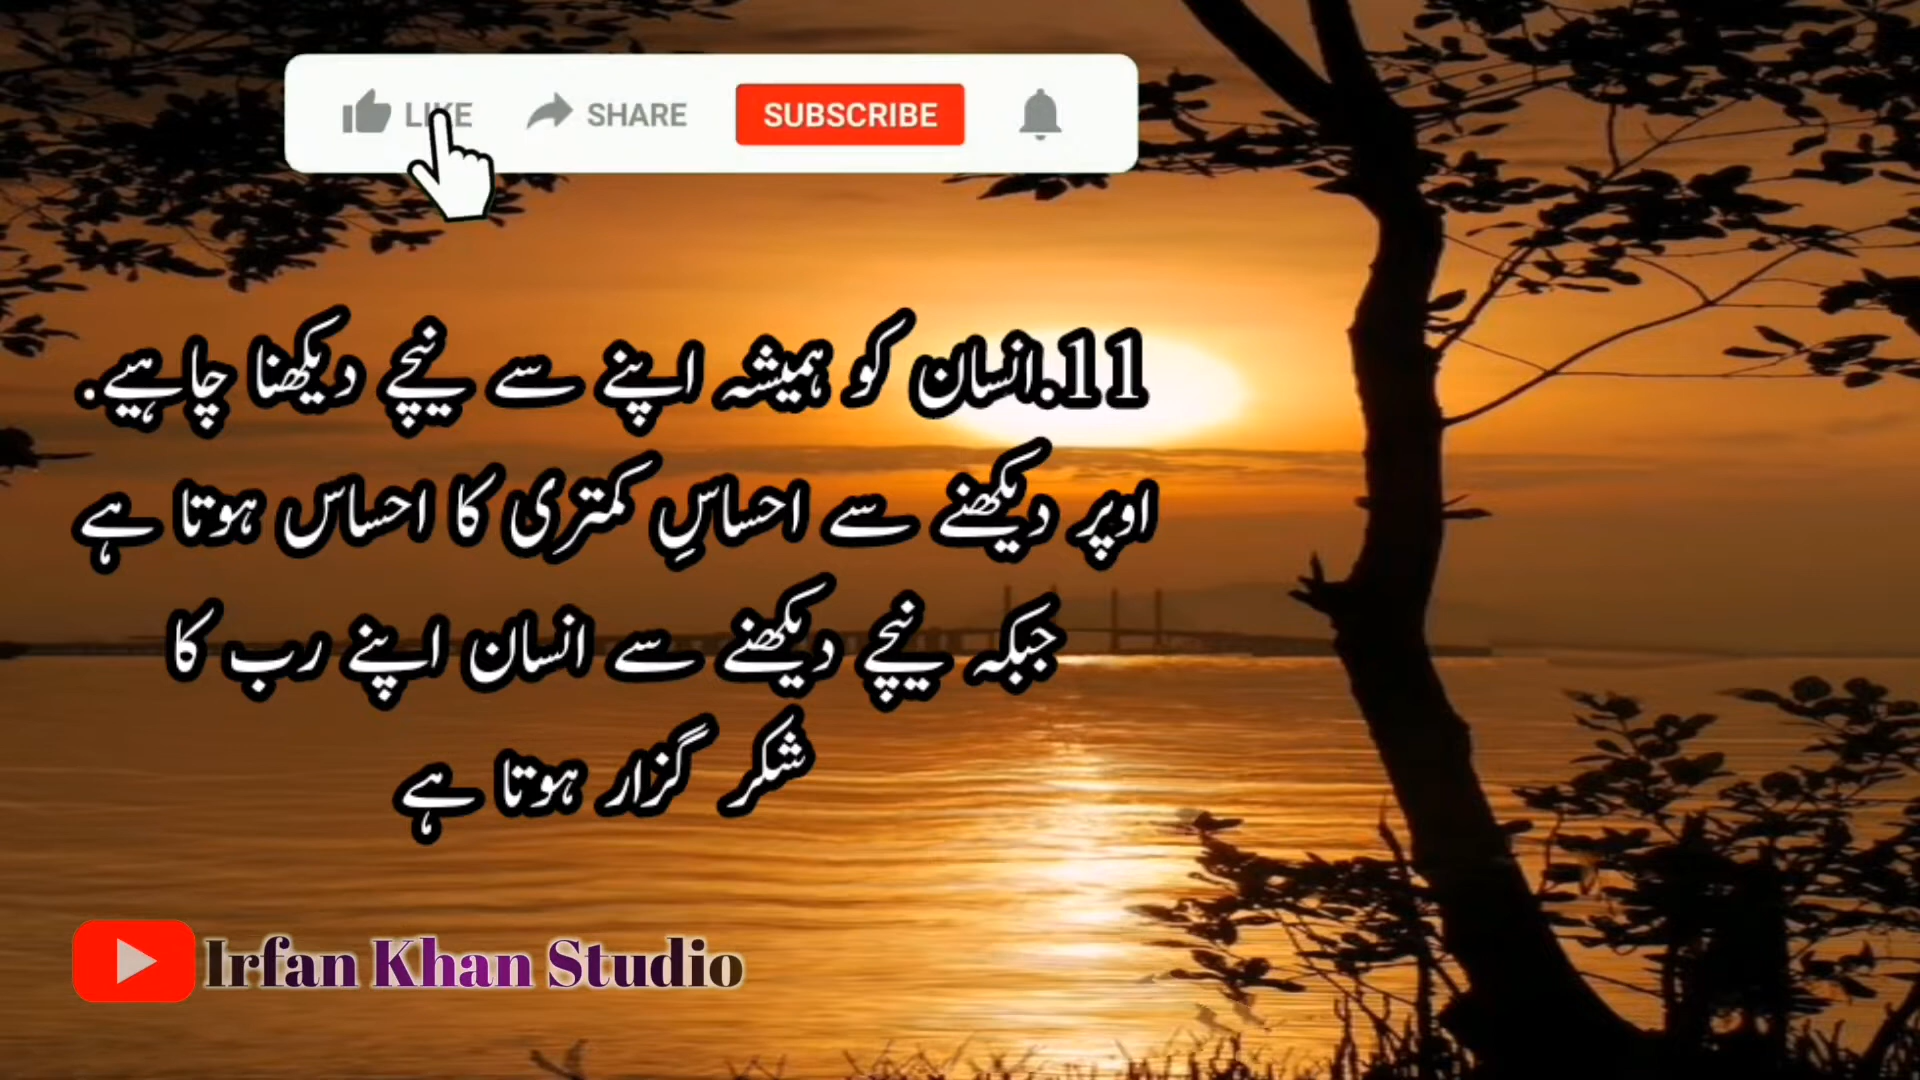 LIKE SHARE SUBSCRIBE
11.انسان کو ہمیشہ اپنے سے نیچے دیکھنا چاہیے.
اوپر دیکھنے سے احساسِ کمتری کا احساس ہوتا ہے
جبکہ نیچے دیکھنے سے انسان اپنے رب کا
شکر گزار ہوتا ہے
Irfan Khan Studio